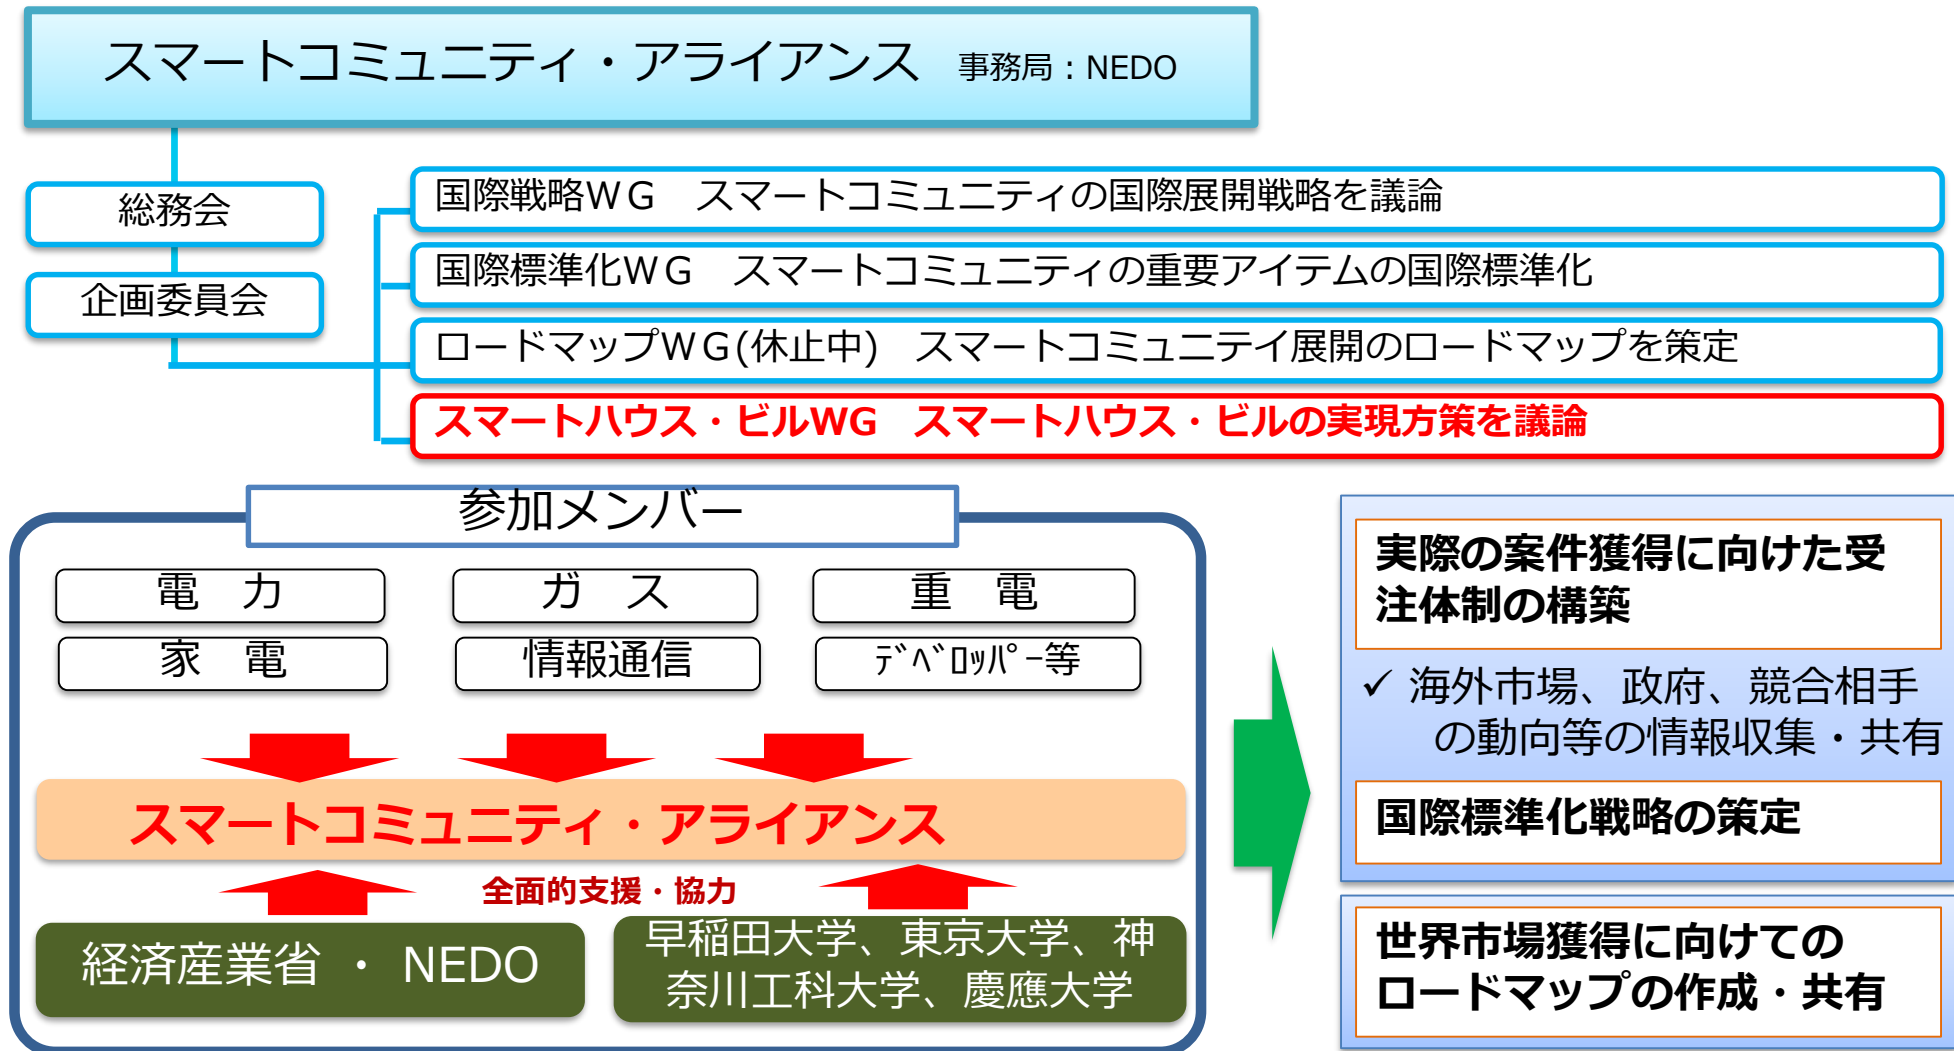 スマートコミュニティ・アライアンス 事務局：NEDO
総務会
企画委員会
国際戦略ＷＧ　スマートコミュニティの国際展開戦略を議論
国際標準化ＷＧ　スマートコミュニティの重要アイテムの国際標準化
ロードマップＷＧ(休止中)　スマートコミュニテイ展開のロードマップを策定
スマートハウス・ビルWG　スマートハウス・ビルの実現方策を議論
参加メンバー
電　力
ガ　ス
重　電
家　電
情報通信
ﾃﾞﾍﾞﾛｯﾊﾟｰ等
スマートコミュニティ・アライアンス
全面的支援・協力
経済産業省 ・ NEDO
早稲田大学、東京大学、神
奈川工科大学、慶應大学
実際の案件獲得に向けた受
注体制の構築
✓ 海外市場、政府、競合相手
の動向等の情報収集・共有
国際標準化戦略の策定
世界市場獲得に向けての
ロードマップの作成・共有